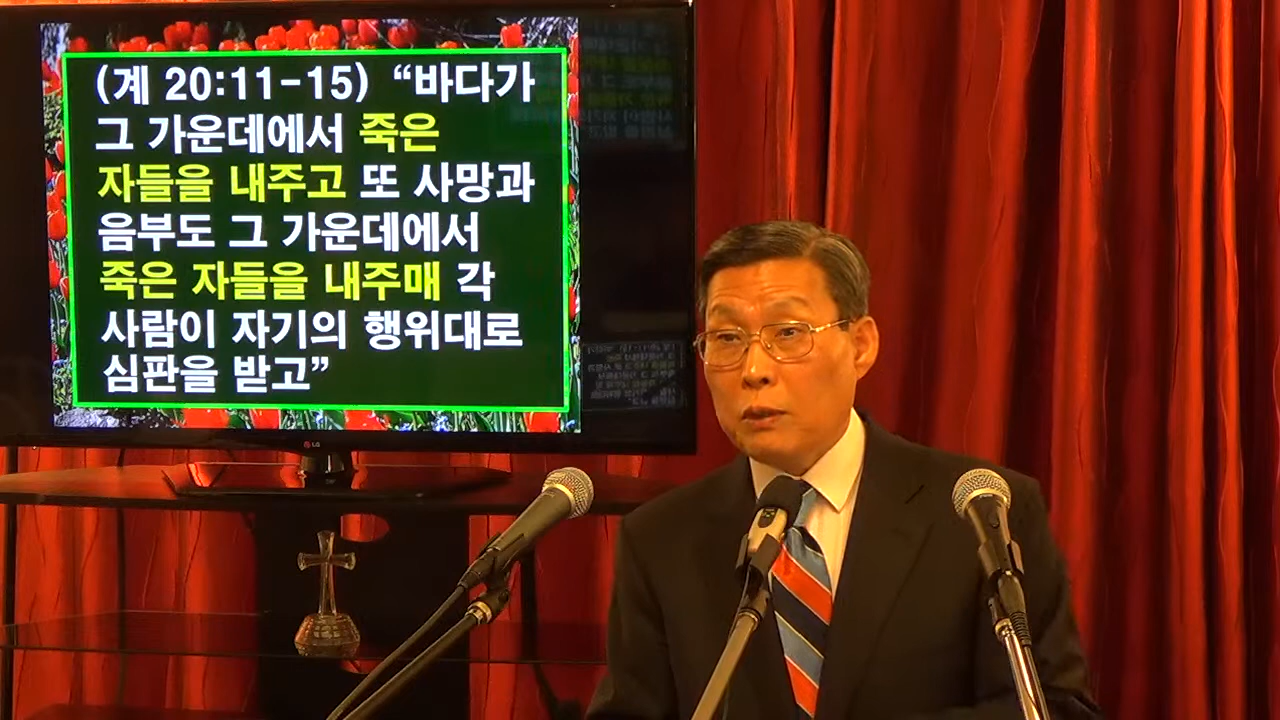 (계 20:11-15) “바다가
그 가운데에서 죽은
자들을 내주고 또 사망과
음부도 그 가운데에서
죽은 자들을 내주매 각
사람이 자기의 행위대로
심판을 받고”
LG